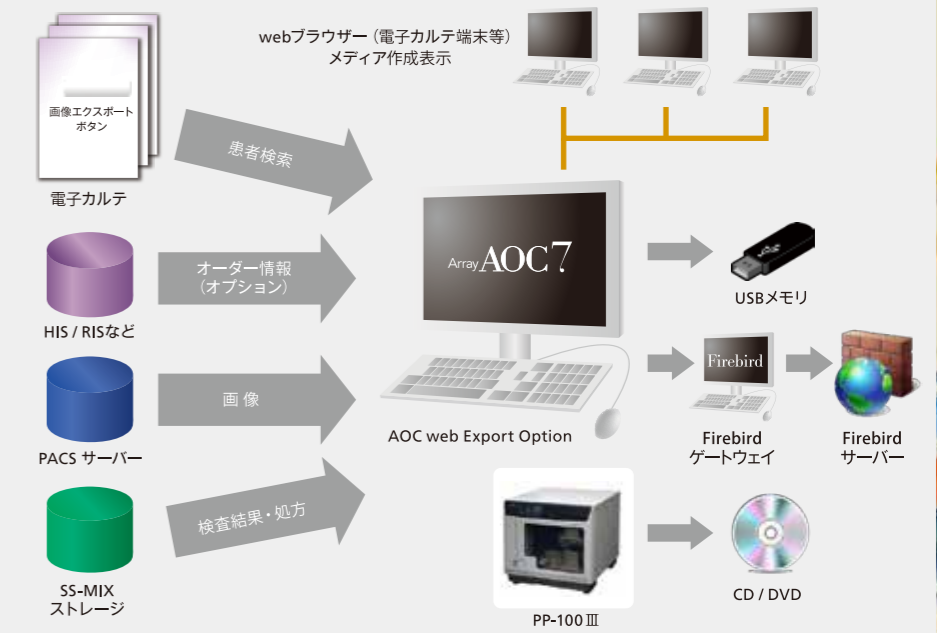 webブラウザー（電子カルテ端末等）
メディア作成表示
画像エクスポート
ボタン
電子カルテ
患者検索
HIS / RISなど
オーダー情報
（オプション）
PACS サーバー
画 像
SS-MIX
ストレージ
検査結果・処方
Array AOC7
AOC web Export Option
USBメモリ
Firebird
Firebird
ゲートウェイ
Firebird
サーバー
PP-100Ⅲ
CD / DVD